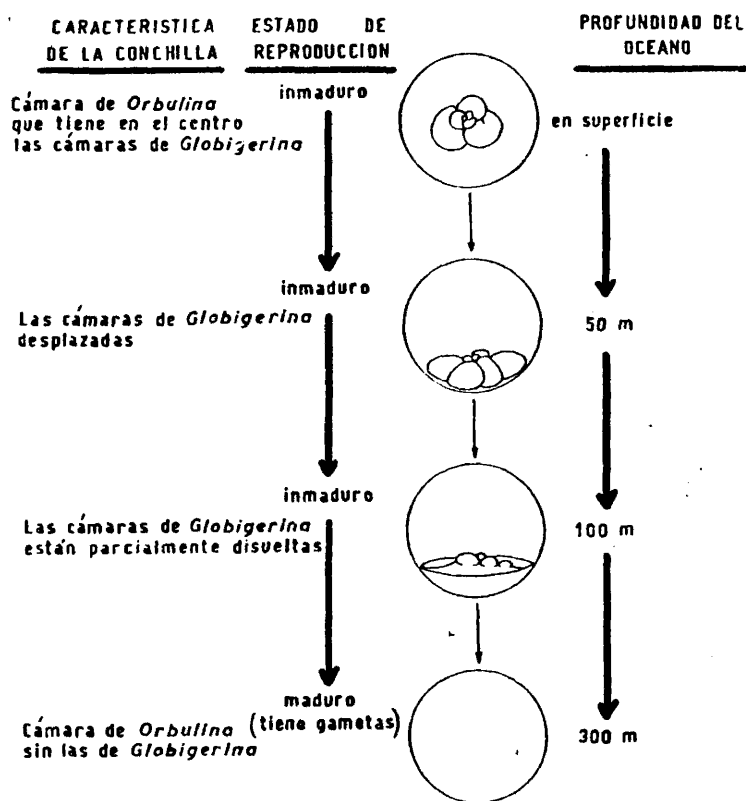 CARACTERISTICA
DE LA CONCHILLA
ESTADO DE
REPRODUCCION
PROFUNDIDAD DEL
OCEANO
Cámara de Orbulina
que tiene en el centro
las cámaras de Globigerina
inmaduro
en superficie
inmaduro
Las cámaras de Globigerina
desplazadas
50 m
inmaduro
Las cámaras de Globigerina
están parcialmente disueltas
100 m
maduro
(tiene gametas)
Cámara de Orbulina
sin las de Globigerina
300 m